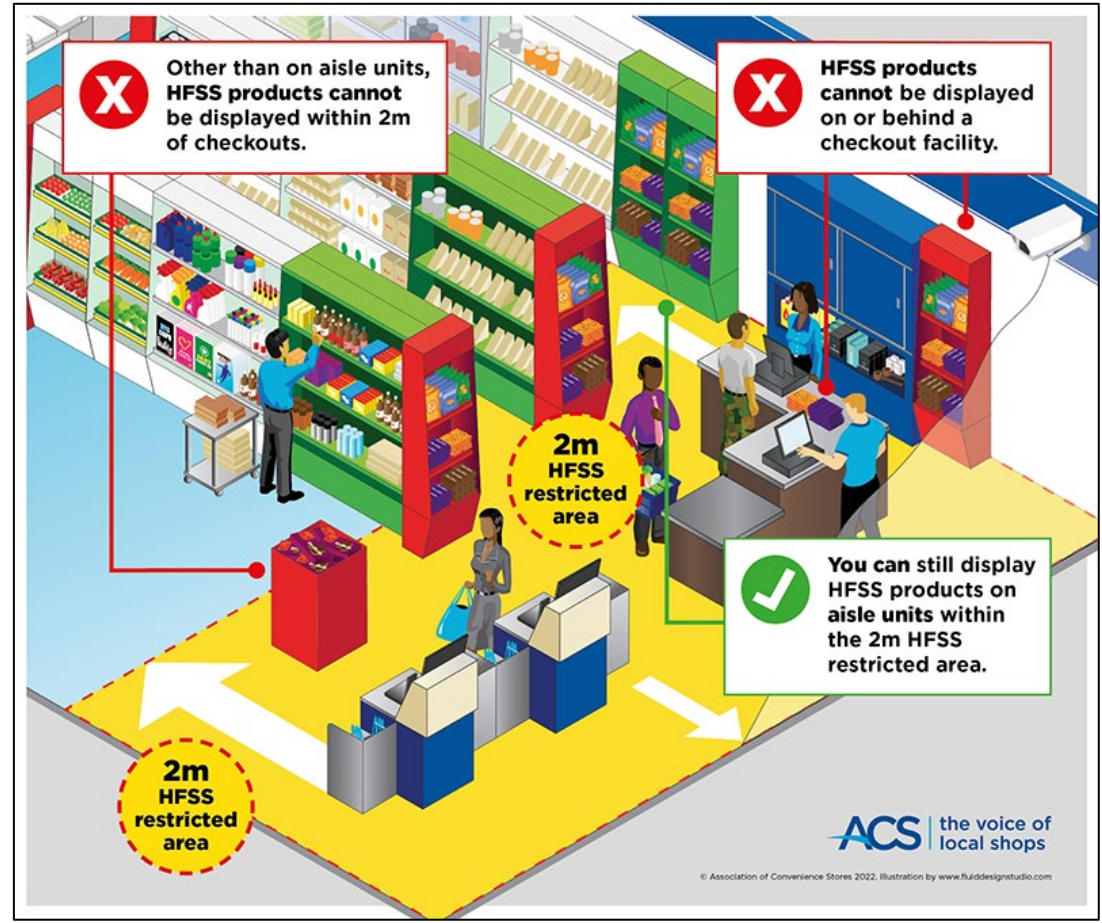 X
Other than on aisle units,
HFSS products cannot
be displayed within 2m
of checkouts.
X
HFSS products
cannot be displayed
on or behind a
checkout facility.
2m
HFSS
restricted
area
You can still display
HFSS products on
aisle units within
the 2m HFSS
restricted area.
2m
HFSS
restricted
area
ACS
the voice of
local shops
© Association of Convenience Stores 2022. Illustration by www.fluiddesignstudio.com